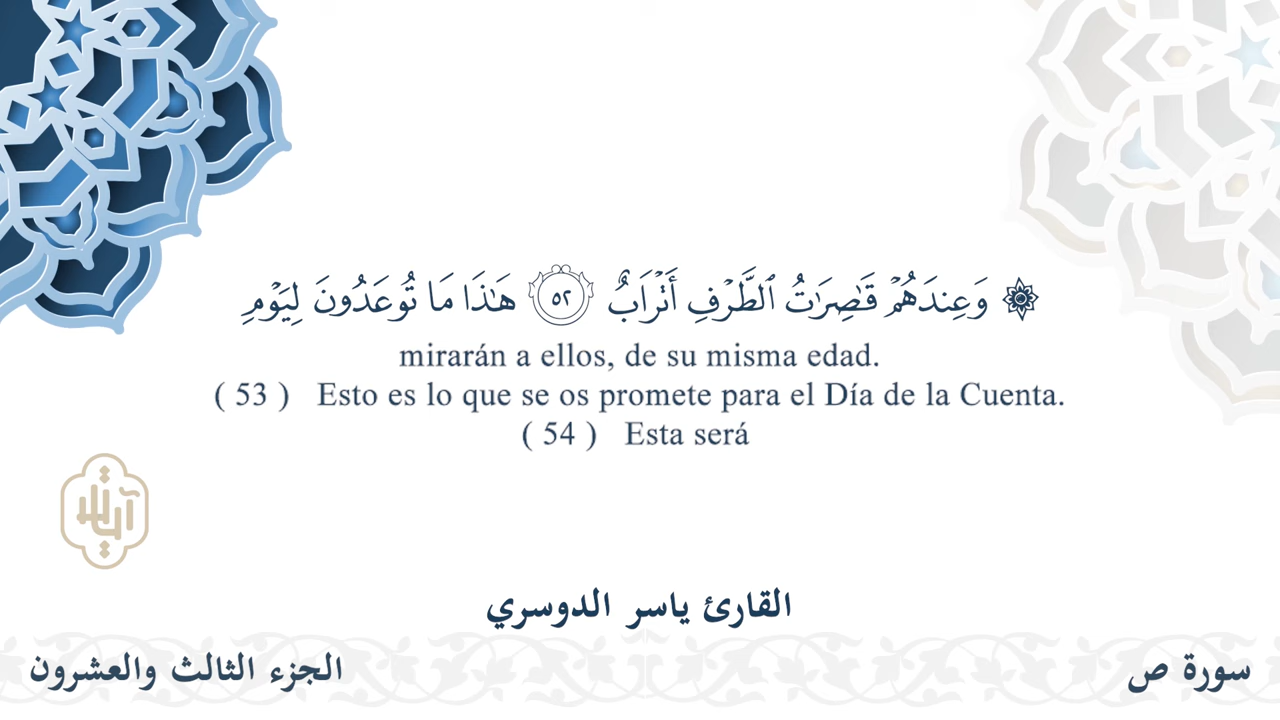 ۞ وَعِندَهُمۡ قَٰصِرَٰتُ ٱلطَّرۡفِ أَتۡرَابٌ ٥٢ هَٰذَا مَا تُوعَدُونَ لِيَوۡمِ
mirarán a ellos, de su misma edad.
( 53 ) Esto es lo que se os promete para el Día de la Cuenta.
( 54 ) Esta será
آيات
القارئ ياسر الدوسري
سورة ص
الجزء الثالث والعشرون